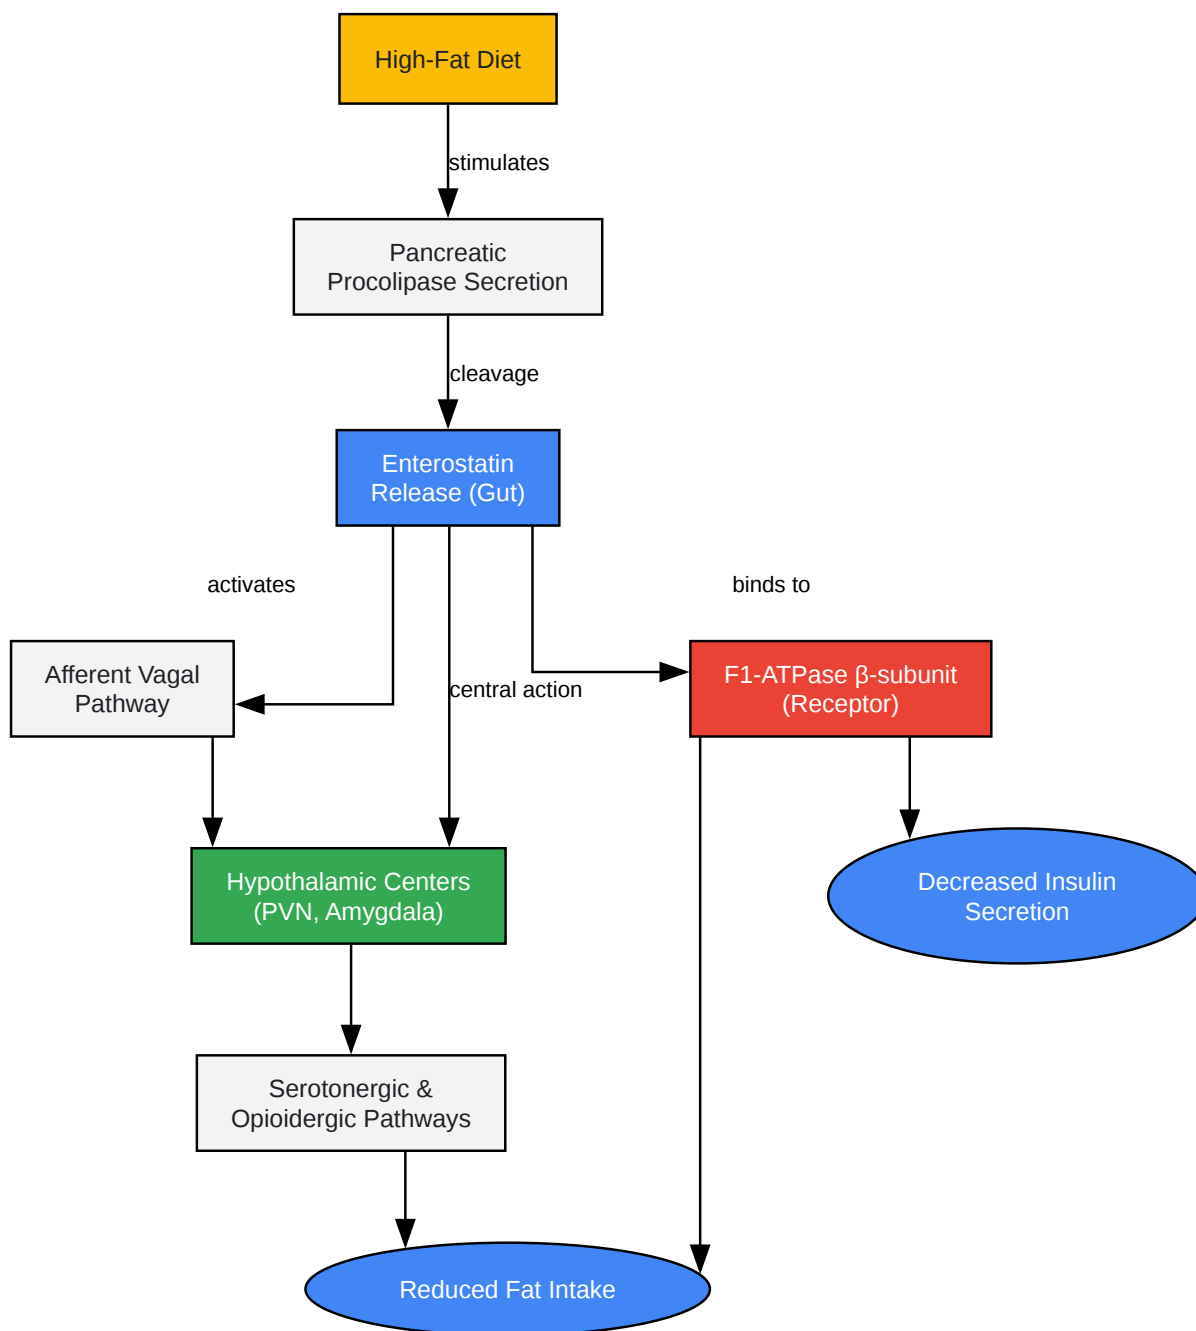 High-Fat Diet
stimulates
Pancreatic
Procolipase Secretion
cleavage
Enterostatin
Release (Gut)
activates
binds to
Afferent Vagal
Pathway
central action
F1-ATPase β-subunit
(Receptor)
Hypothalamic Centers
(PVN, Amygdala)
Decreased Insulin
Secretion
Serotonergic &
Opioidergic Pathways
Reduced Fat Intake